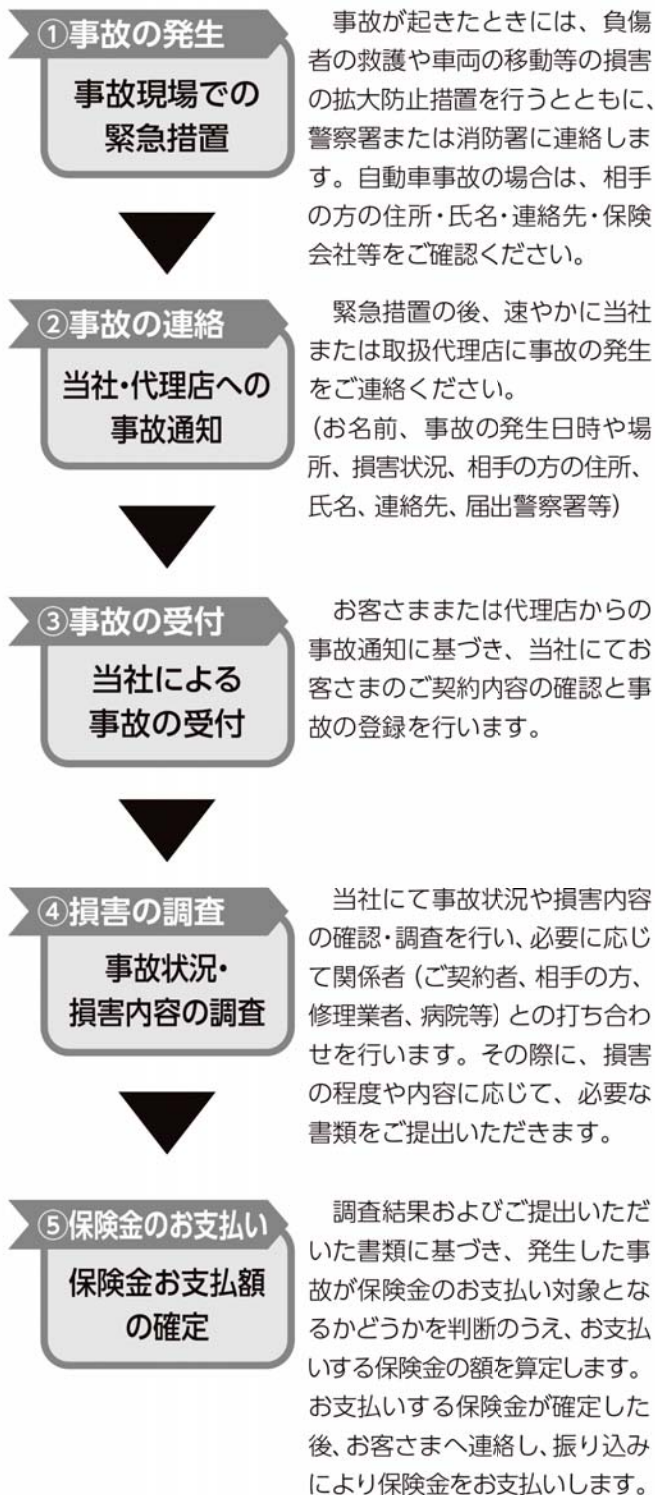 ①事故の発生
事故現場での
緊急措置
事故が起きたときには、負傷
者の救護や車両の移動等の損害
の拡大防止措置を行うとともに、
警察署または消防署に連絡しま
す。自動車事故の場合は、相手
の方の住所・氏名・連絡先・保険
会社等をご確認ください。
②事故の連絡
当社・代理店への
事故通知
緊急措置の後、速やかに当社
または取扱代理店に事故の発生
をご連絡ください。
(お名前、事故の発生日時や場
所、損害状況、相手の方の住所、
氏名、連絡先、届出警察署等)
③事故の受付
当社による
事故の受付
お客さままたは代理店からの
事故通知に基づき、当社にてお
客さまのご契約内容の確認と事
故の登録を行います。
④損害の調査
事故状況・
損害内容の調査
当社にて事故状況や損害内容
の確認・調査を行い、必要に応じ
て関係者(ご契約者、相手の方、
修理業者、病院等)との打ち合わ
せを行います。その際に、損害
の程度や内容に応じて、必要な
書類をご提出いただきます。
⑤保険金のお支払い
保険金お支払額
の確定
調査結果およびご提出いただ
いた書類に基づき、発生した事
故が保険金のお支払い対象とな
るかどうかを判断のうえ、お支払
いする保険金の額を算定します。
お支払いする保険金が確定した
後、お客さまへ連絡し、振り込み
により保険金をお支払いします。